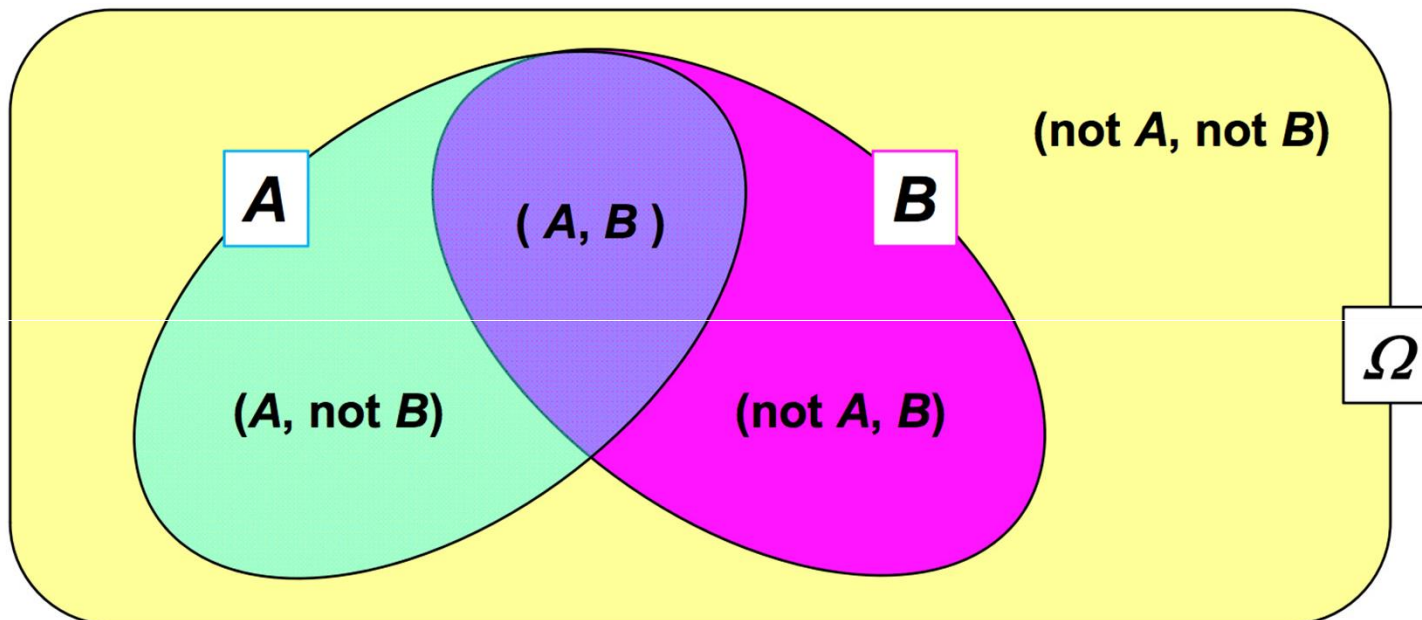 (not A, not B)
A
B
( A, B )
Ω
(A, not B)
(not A, B)